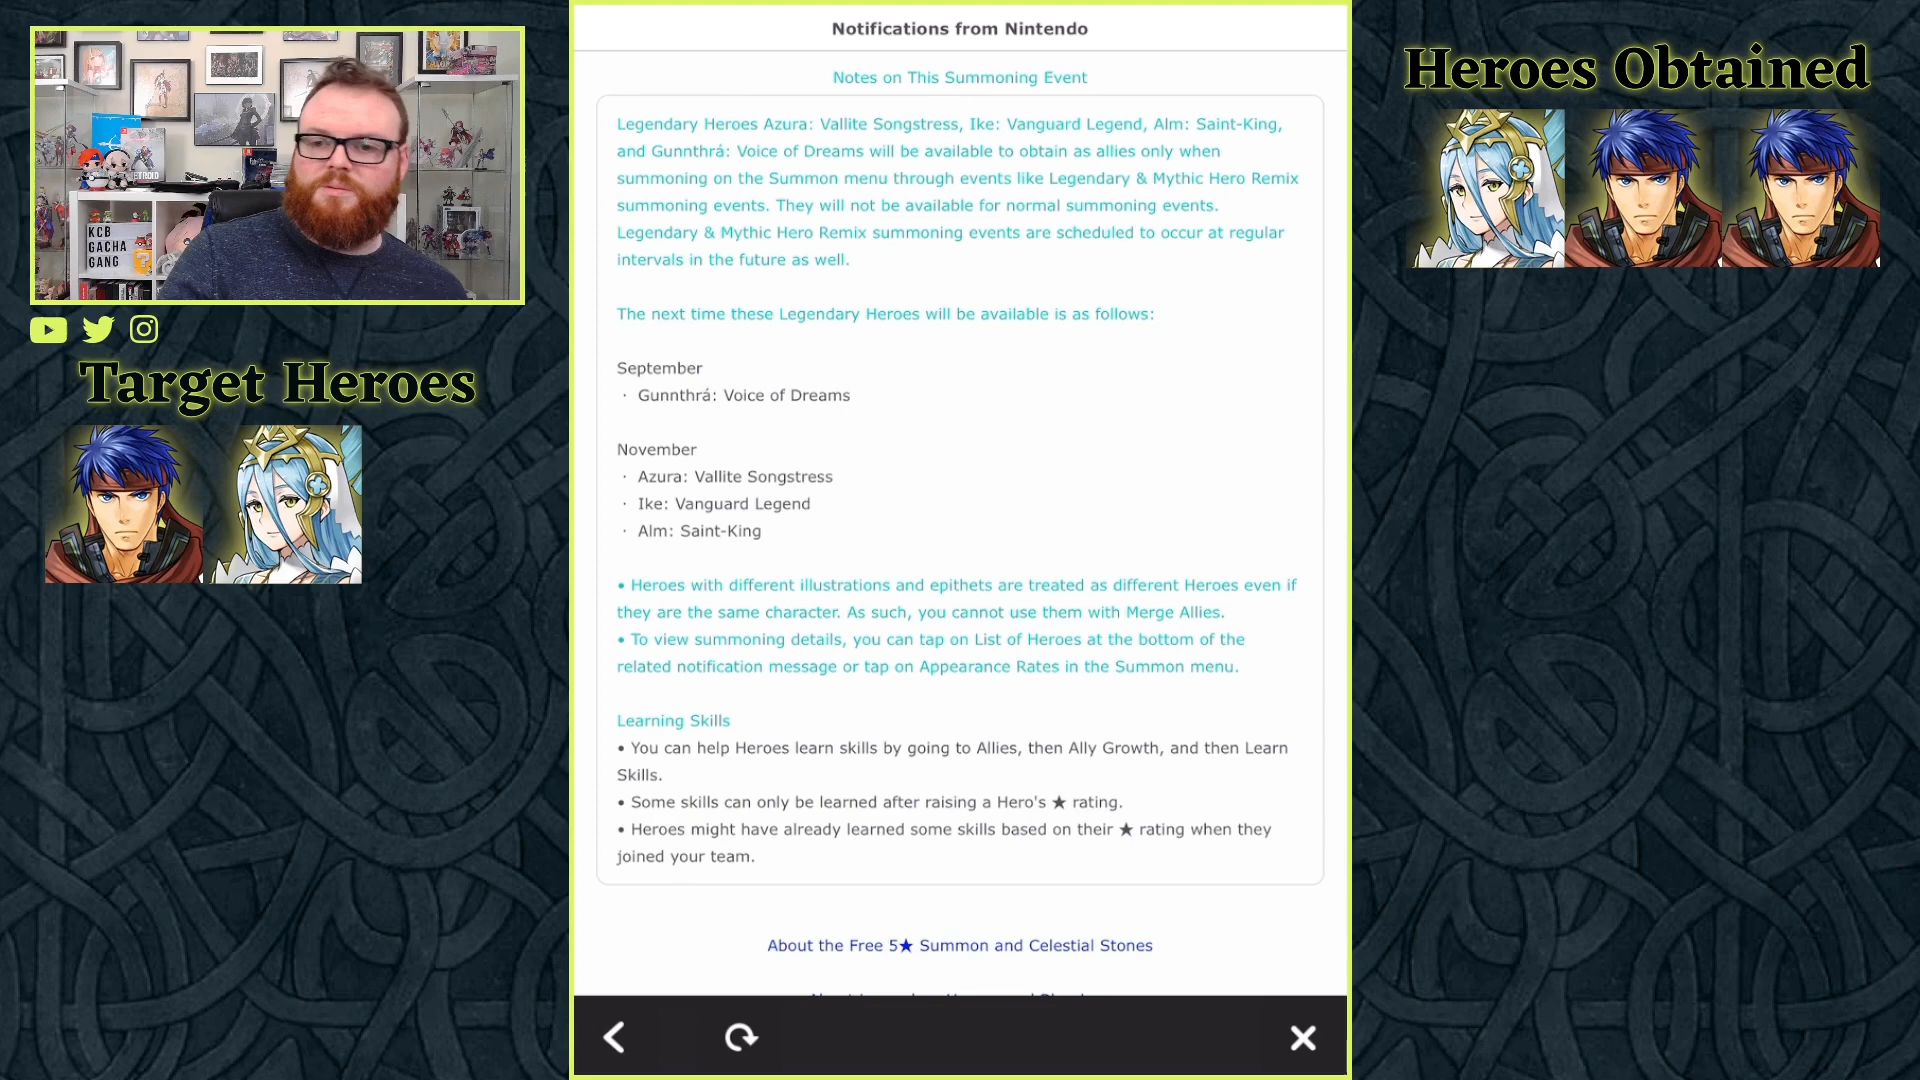 Notifications from Nintendo
Notes on This Summoning Event
Legendary Heroes Azura: Vallite Songstress, Ike: Vanguard Legend, Alm: Saint-King,
and Gunnthrá: Voice of Dreams will be available to obtain as allies only when
summoning on the Summon menu through events like Legendary & Mythic Hero Remix
summoning events. They will not be available for normal summoning events.
Legendary & Mythic Hero Remix summoning events are scheduled to occur at regular
intervals in the future as well.
The next time these Legendary Heroes will be available is as follows:
September
· Gunnthrá: Voice of Dreams
November
· Azura: Vallite Songstress
· Ike: Vanguard Legend
· Alm: Saint-King
• Heroes with different illustrations and epithets are treated as different Heroes even if
they are the same character. As such, you cannot use them with Merge Allies.
• To view summoning details, you can tap on List of Heroes at the bottom of the
related notification message or tap on Appearance Rates in the Summon menu.
Learning Skills
• You can help Heroes learn skills by going to Allies, then Ally Growth, and then Learn
Skills.
• Some skills can only be learned after raising a Hero's ★ rating.
• Heroes might have already learned some skills based on their ★ rating when they
joined your team.
About the Free 5★ Summon and Celestial Stones
KCB
GACHA
GANG
Target Heroes
Heroes Obtained